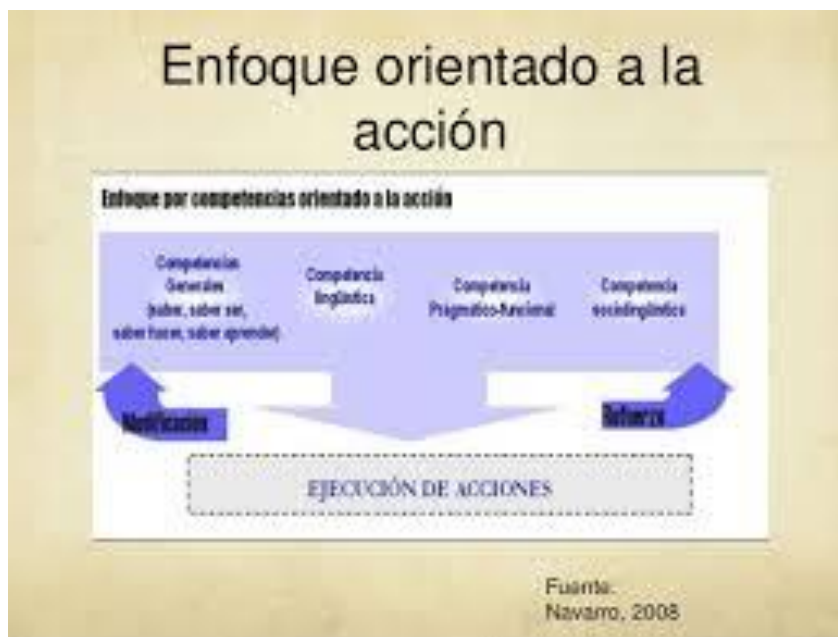 Enfoque orientado a la
acción
Enfoque por competencias orientado a la acción
Competencias
Generales
(saber, saber ser,
saber hacer, saber aprender)
Competencia
lingüística
Competencia
Pragmático-funcional
Competencia
sociolingüística
Modificación
Refuerzo
EJECUCIÓN DE ACCIONES
Fuente:
Navarro, 2008